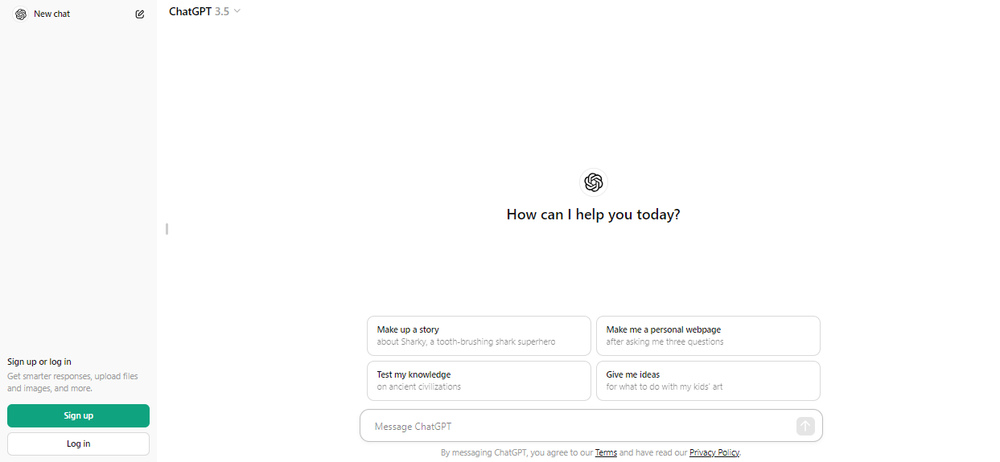 New chat
ChatGPT 3.5
How can I help you today?
Make up a story
about Sharky, a tooth-brushing shark superhero
Make me a personal webpage
after asking me three questions
Test my knowledge
on ancient civilizations
Give me ideas
for what to do with my kids' art
Sign up or log in
Get smarter responses, upload files
and images, and more.
Sign up
Log in
Message ChatGPT
By messaging ChatGPT, you agree to our Terms and have read our Privacy Policy.